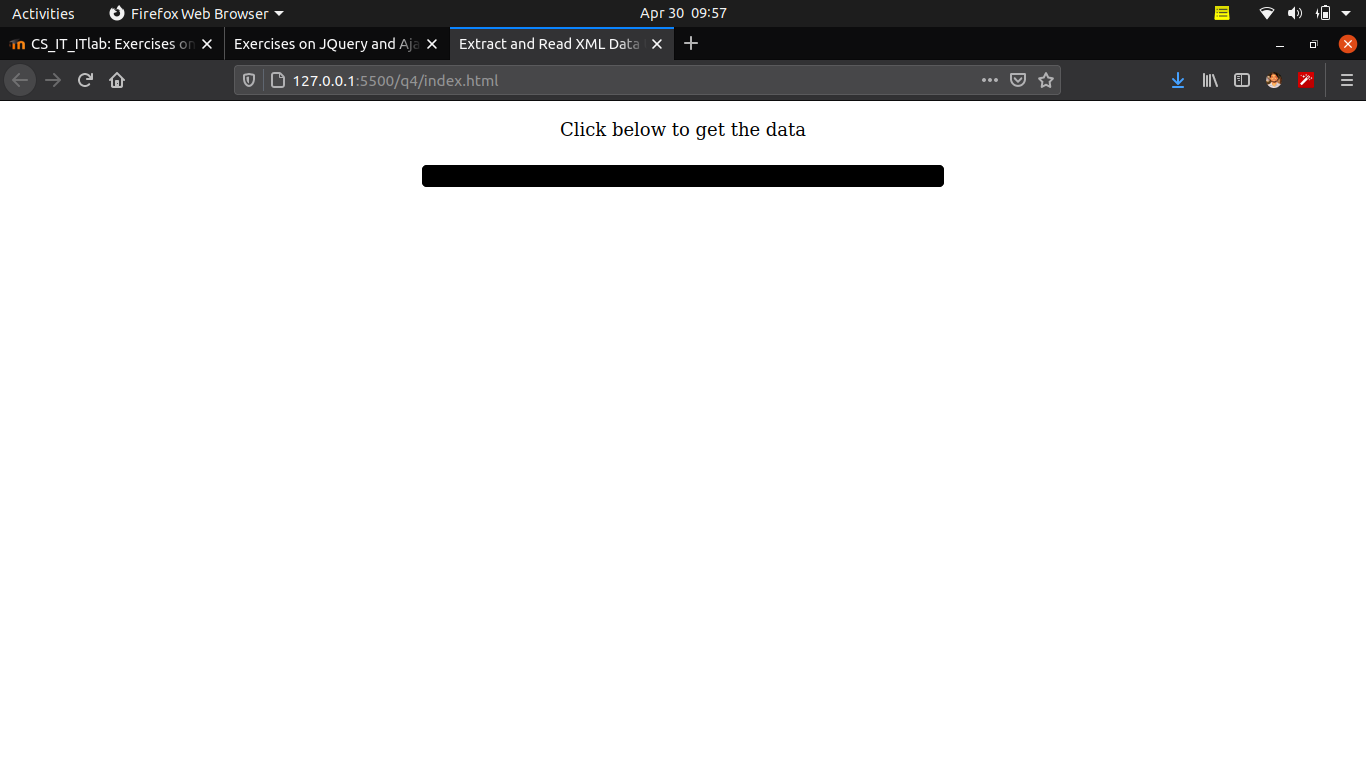 Activities Firefox Web Browser Apr 30 09:57
CS_IT_ITlab: Exercises on Exercises on JQuery and Aja Extract and Read XML Data
127.0.0.1:5500/q4/index.html
Click below to get the data